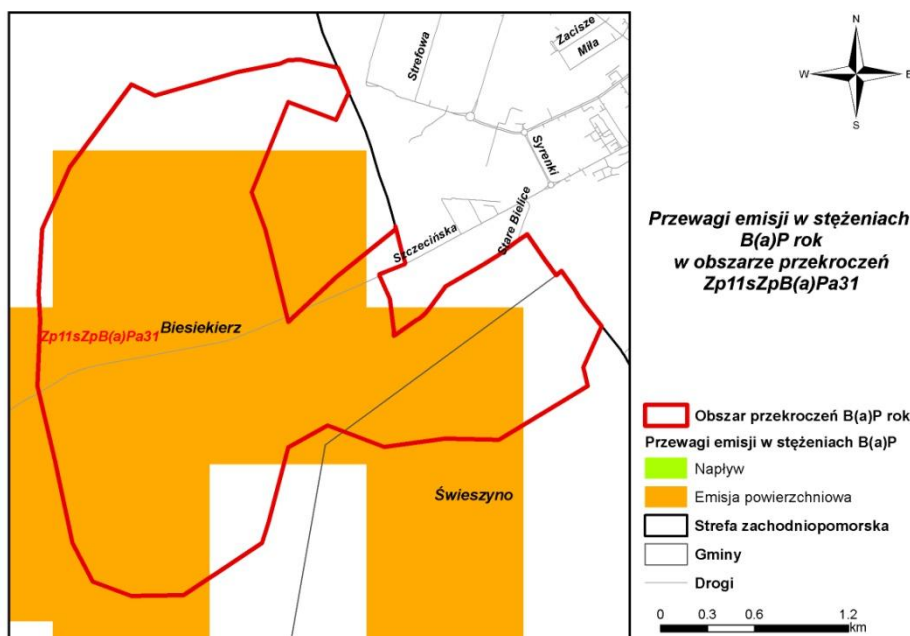 Strefowa
Zacisze
Miła
Syrenki
Szczecińska
Stare Bielice
Zp11sZpB(a)Pa31
Biesiekierz
Świeszyno
N
W
E
S
Przewagi emisji w stężeniach
B(a)P rok
w obszarze przekroczeń
Zp11sZpB(a)Pa31
Obszar przekroczeń B(a)P rok
Przewagi emisji w stężeniach B(a)P
Napływ
Emisja powierzchniowa
Strefa zachodniopomorska
Gminy
Drogi
0 0.3 0.6 1.2
km